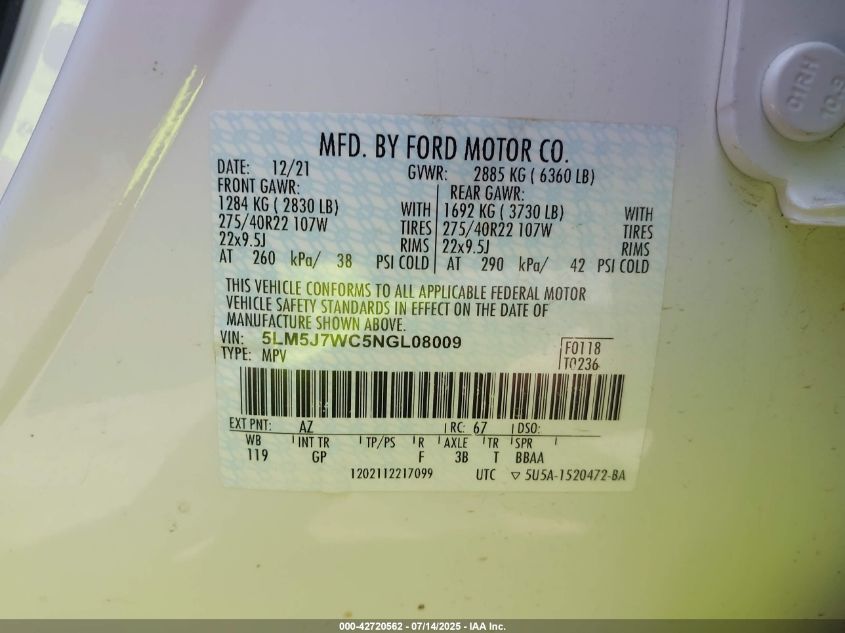 MFD. BY FORD MOTOR CO.
DATE: 12/21 GVWR: 2885 KG ( 6360 LB)
FRONT GAWR: REAR GAWR:
1284 KG ( 2830 LB) WITH 1692 KG ( 3730 LB) WITH
275/40R22 107W TIRES 275/40R22 107W TIRES
22x9.5J RIMS 22x9.5J RIMS
AT 260 kPa/ 38 PSI COLD AT 290 kPa/ 42 PSI COLD
THIS VEHICLE CONFORMS TO ALL APPLICABLE FEDERAL MOTOR
VEHICLE SAFETY STANDARDS IN EFFECT ON THE DATE OF
MANUFACTURE SHOWN ABOVE.
VIN: 5LM5J7WC5NGL08009 F0118
TYPE: MPV T0236
EXT PNT: AZ RC: 67 DSO:
WB INT TR TP/PS R AXLE TR SPR
119 GP F 3B T BBAA
1202112217099 UTC ▽ 5U5A-1520472-BA
01RH
10.9
000-42720562 - 07/14/2025 - IAA Inc.